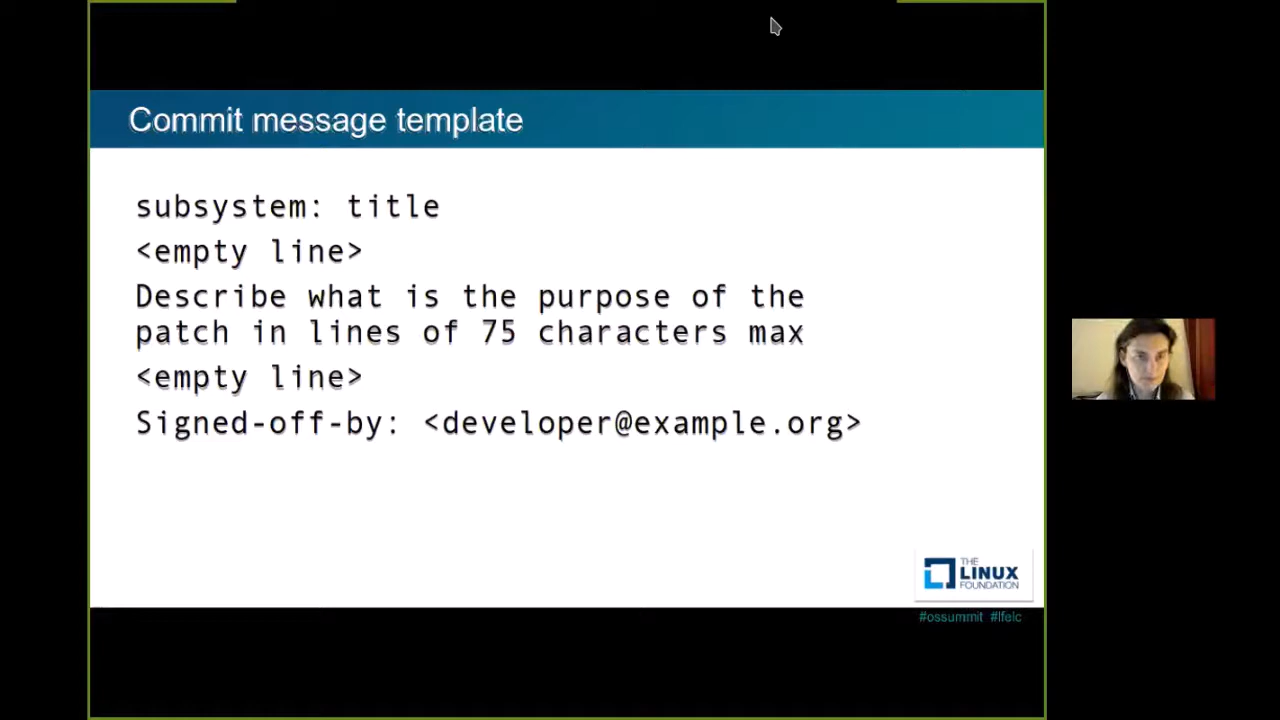 Commit message template
subsystem: title
<empty line>
Describe what is the purpose of the
patch in lines of 75 characters max
<empty line>
Signed-off-by: <developer@example.org>
THE
LINUX
FOUNDATION
#ossummit #lfelc